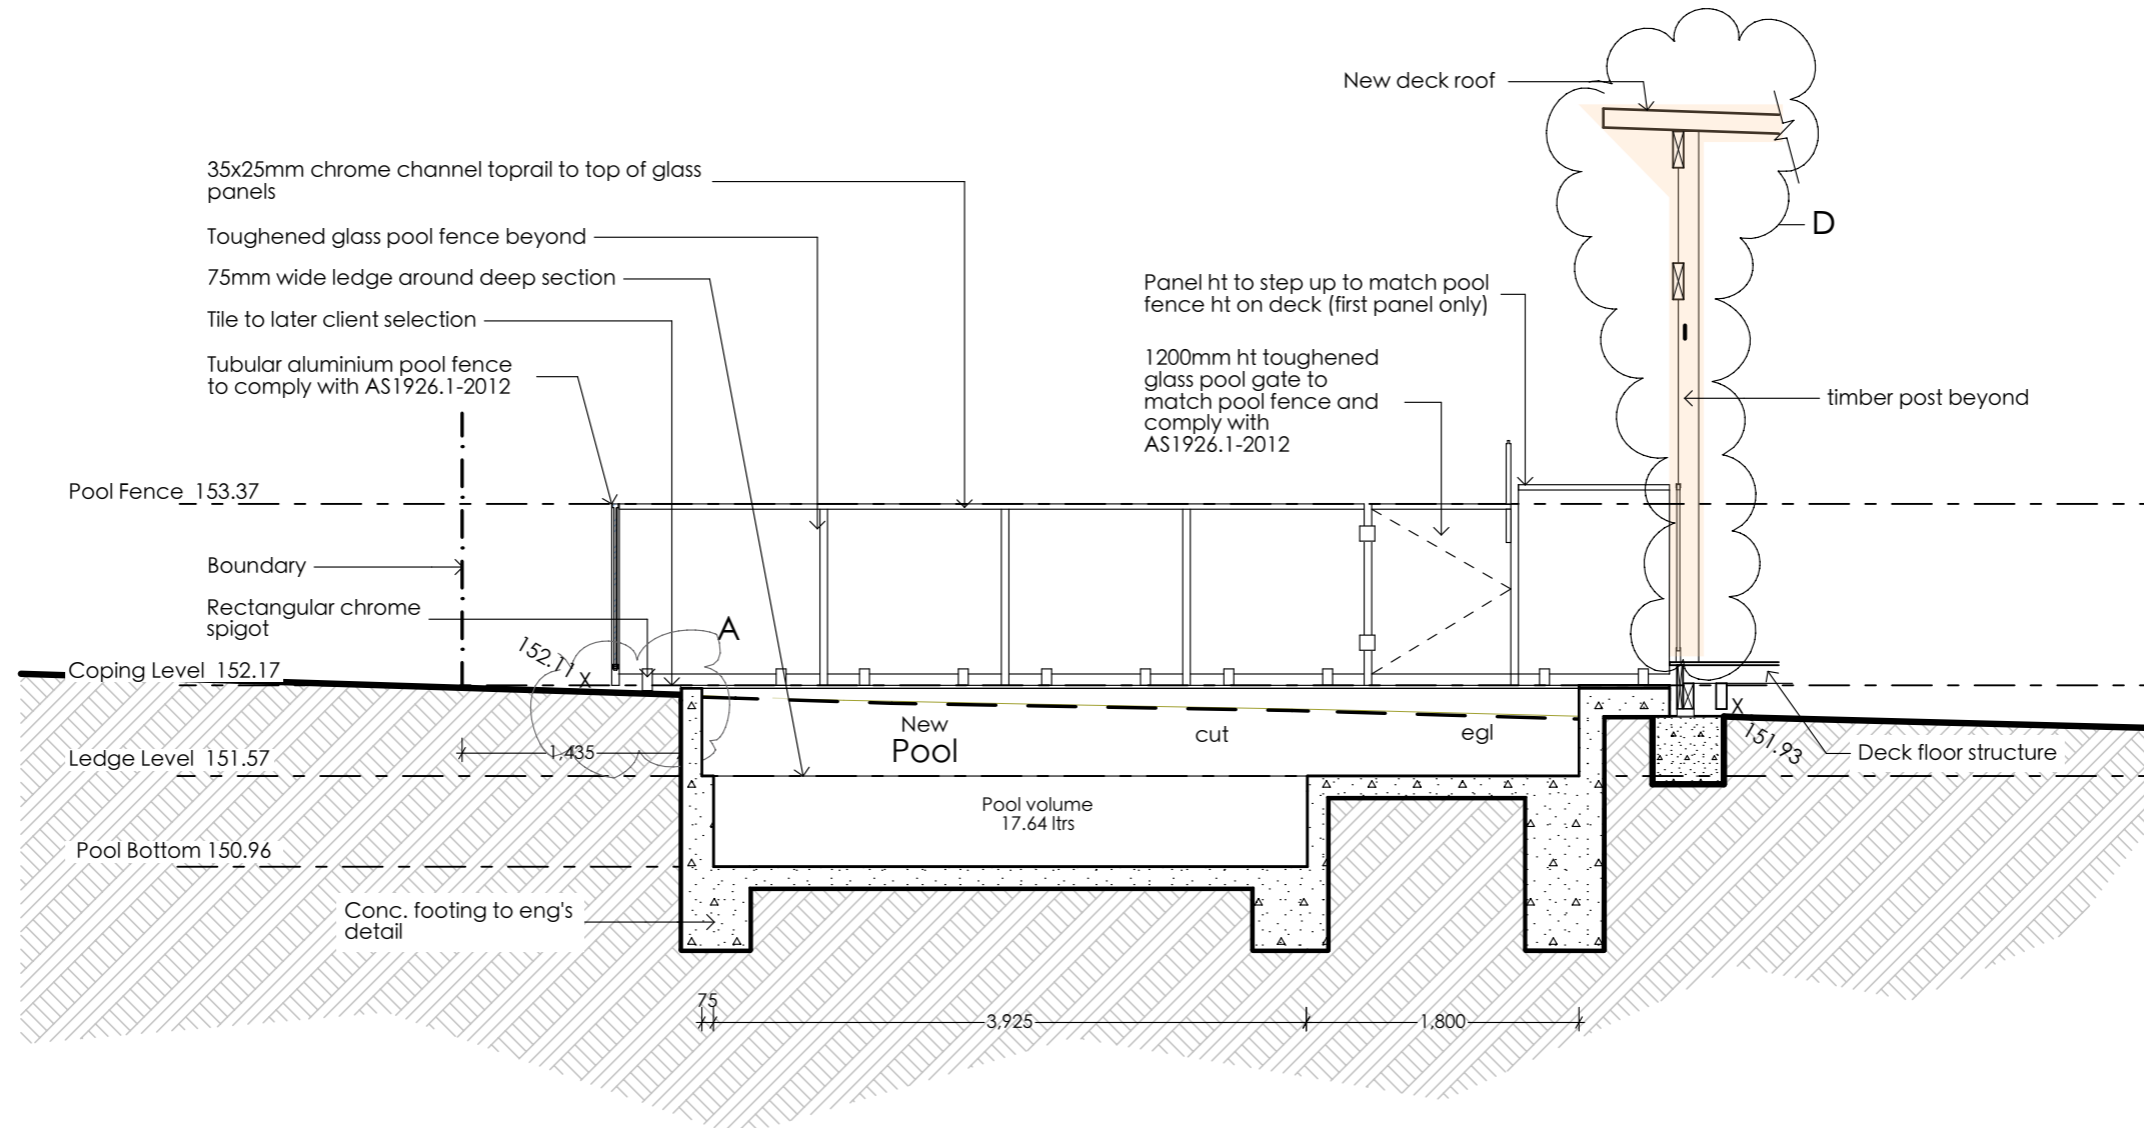 New deck roof
35x25mm chrome channel toprail to top of glass
panels
D
Toughened glass pool fence beyond
75mm wide ledge around deep section
Panel ht to step up to match pool
fence ht on deck (first panel only)
Tile to later client selection
Tubular aluminium pool fence
to comply with AS1926.1-2012
1200mm ht toughened
glass pool gate to
match pool fence and
comply with
AS1926.1-2012
timber post beyond
Pool Fence 153.37
Boundary
Rectangular chrome
spigot
A
152.11
X
Coping Level 152.17
X
151.93
New
Pool
cut
egl
1,435
Ledge Level 151.57
Deck floor structure
Pool volume
17.64 ltrs
Pool Bottom 150.96
Conc. footing to eng's
detail
75
3,925
1,800